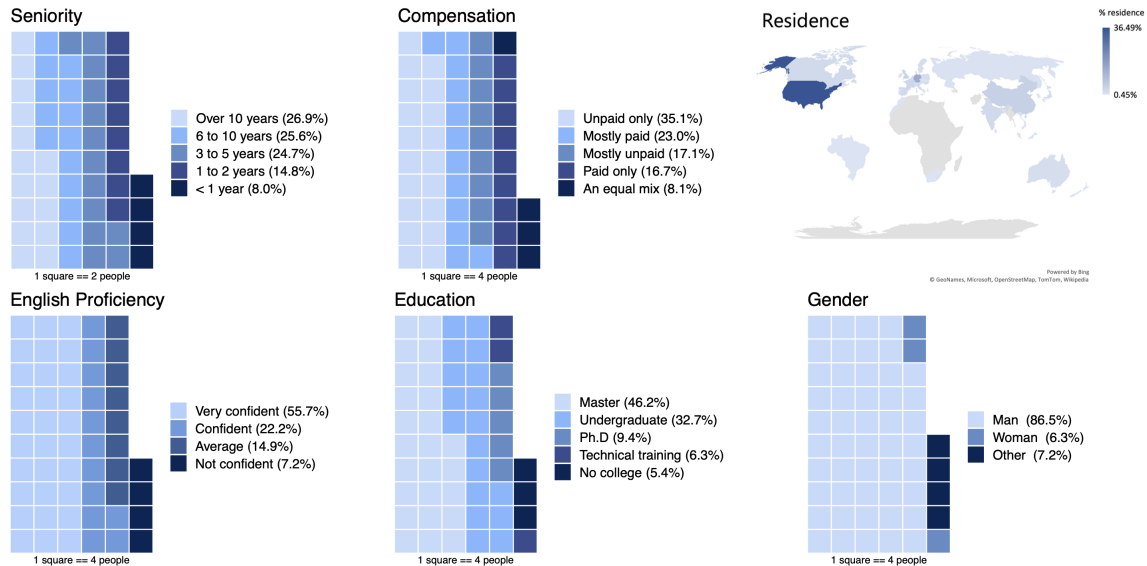 Seniority
Over 10 years (26.9%)
6 to 10 years (25.6%)
3 to 5 years (24.7%)
1 to 2 years (14.8%)
< 1 year (8.0%)
1 square == 2 people
Compensation
Unpaid only (35.1%)
Mostly paid (23.0%)
Mostly unpaid (17.1%)
Paid only (16.7%)
An equal mix (8.1%)
1 square == 4 people
Residence
% residence
36.49%
0.45%
Powered by Bing
© GeoNames, Microsoft, OpenStreetMap, TomTom, Wikipedia
English Proficiency
Very confident (55.7%)
Confident (22.2%)
Average (14.9%)
Not confident (7.2%)
1 square == 4 people
Education
Master (46.2%)
Undergraduate (32.7%)
Ph.D (9.4%)
Technical training (6.3%)
No college (5.4%)
1 square == 4 people
Gender
Man (86.5%)
Woman (6.3%)
Other (7.2%)
1 square == 4 people